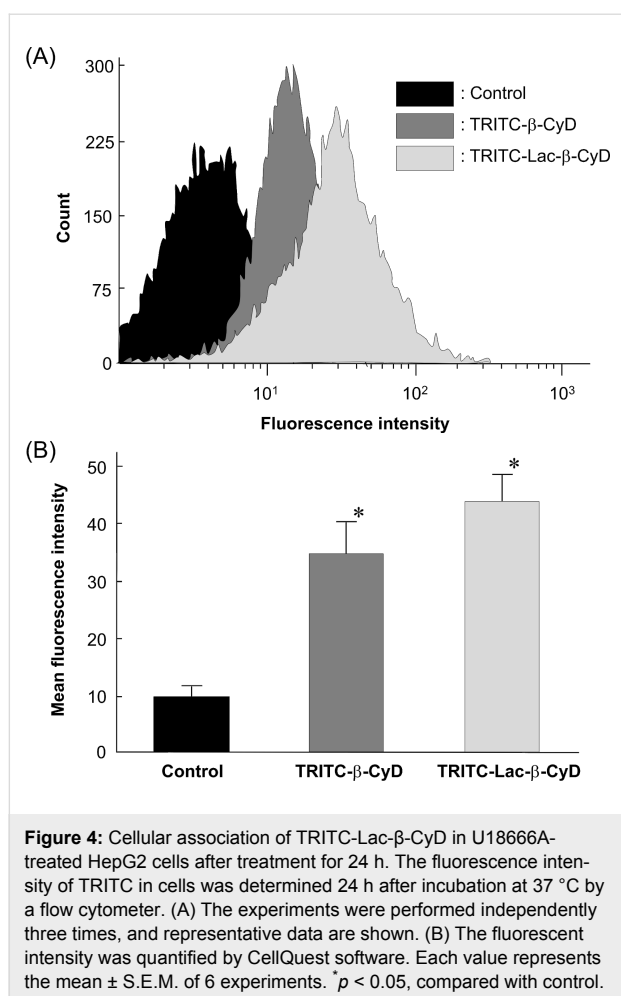 (A)
300
225
150
75
0
Count
: Control
: TRITC-β-CyD
: TRITC-Lac-β-CyD
10¹
10²
10³
Fluorescence intensity
(B)
50
40
30
20
10
0
Mean fluorescence intensity
*
*
Control
TRITC-β-CyD
TRITC-Lac-β-CyD
Figure 4: Cellular association of TRITC-Lac-β-CyD in U18666A-
treated HepG2 cells after treatment for 24 h. The fluorescence inten-
sity of TRITC in cells was determined 24 h after incubation at 37 °C by
a flow cytometer. (A) The experiments were performed independently
three times, and representative data are shown. (B) The fluorescent
intensity was quantified by CellQuest software. Each value represents
the mean ± S.E.M. of 6 experiments. *p < 0.05, compared with control.